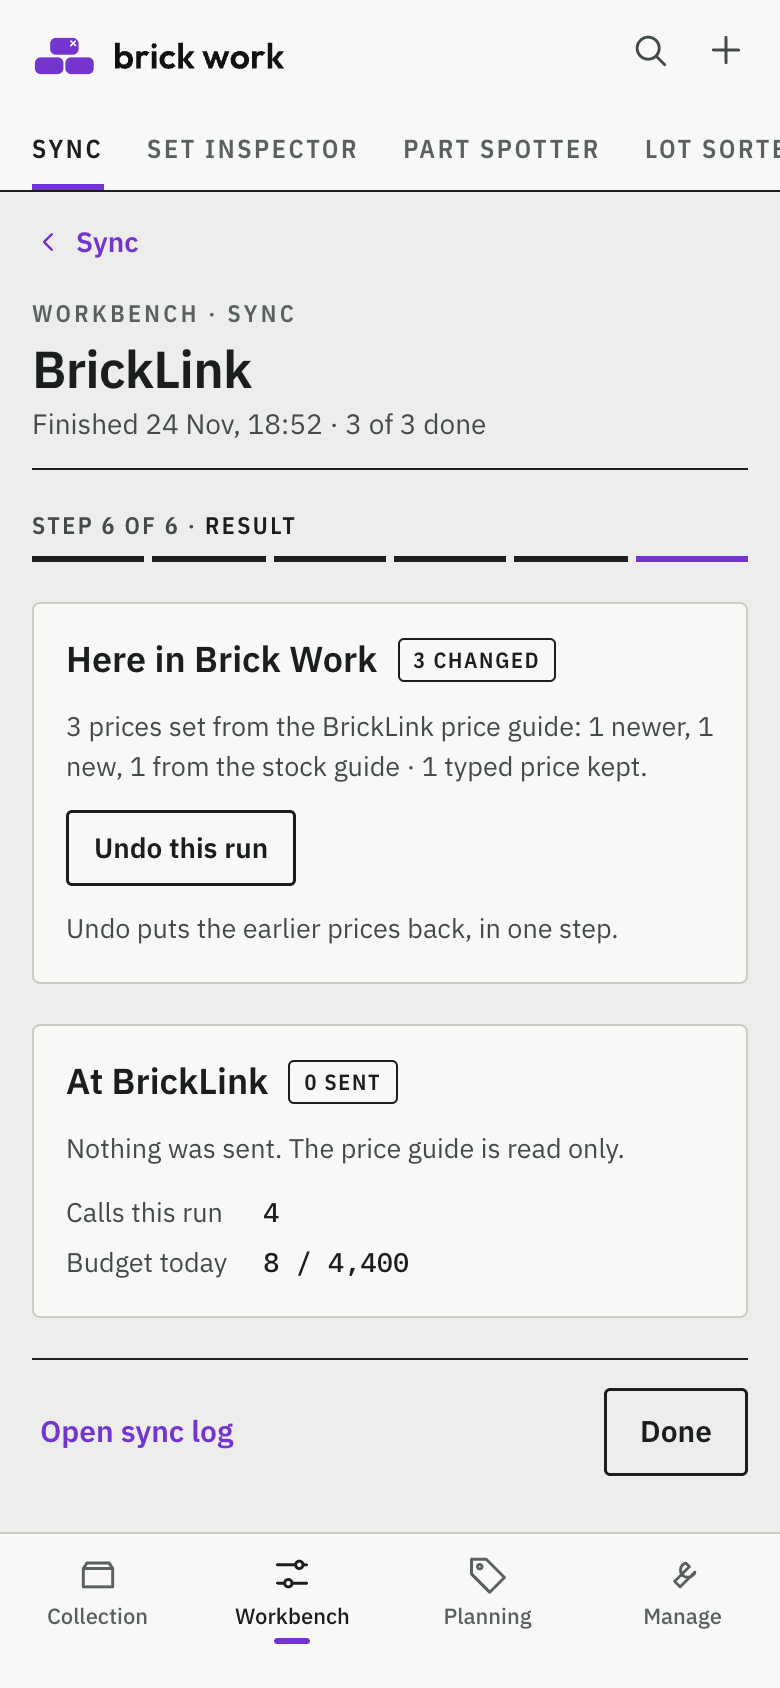 brick work
SYNC SET INSPECTOR PART SPOTTER LOT SORTE
Sync
WORKBENCH · SYNC
BrickLink
Finished 24 Nov, 18:52 · 3 of 3 done
STEP 6 OF 6 · RESULT
Here in Brick Work 3 CHANGED
3 prices set from the BrickLink price guide: 1 newer, 1
new, 1 from the stock guide · 1 typed price kept.
Undo this run
Undo puts the earlier prices back, in one step.
At BrickLink 0 SENT
Nothing was sent. The price guide is read only.
Calls this run 4
Budget today 8 / 4,400
Open sync log Done
Collection Workbench Planning Manage